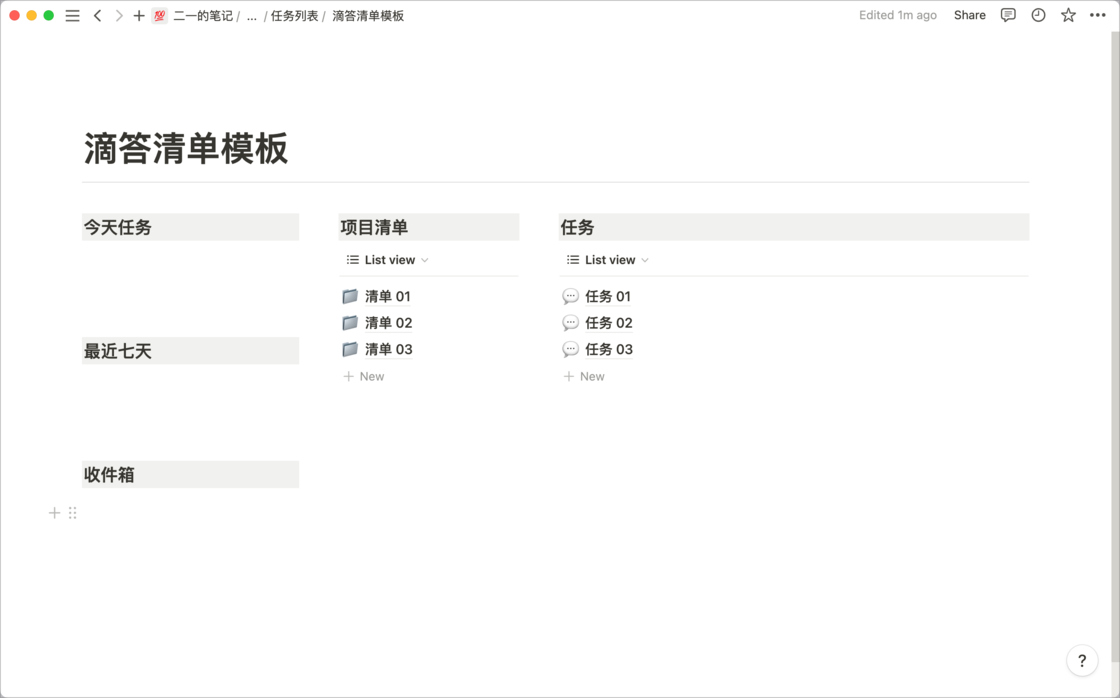 二一的笔记 / ... / 任务列表 / 滴答清单模板
Edited 1m ago Share
滴答清单模板
今天任务
最近七天
收件箱
项目清单
List view
清单 01
清单 02
清单 03
New
任务
List view
任务 01
任务 02
任务 03
New
?